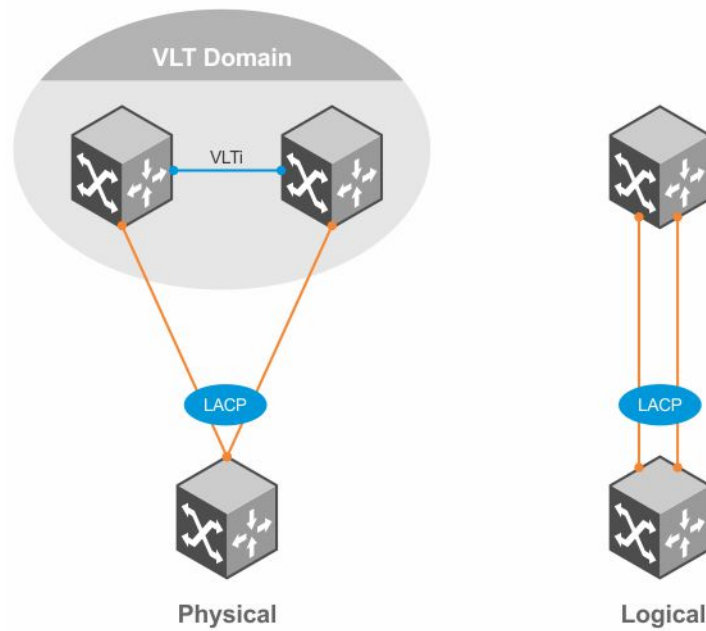 VLT Domain
VLTi
LACP
LACP
Physical
Logical